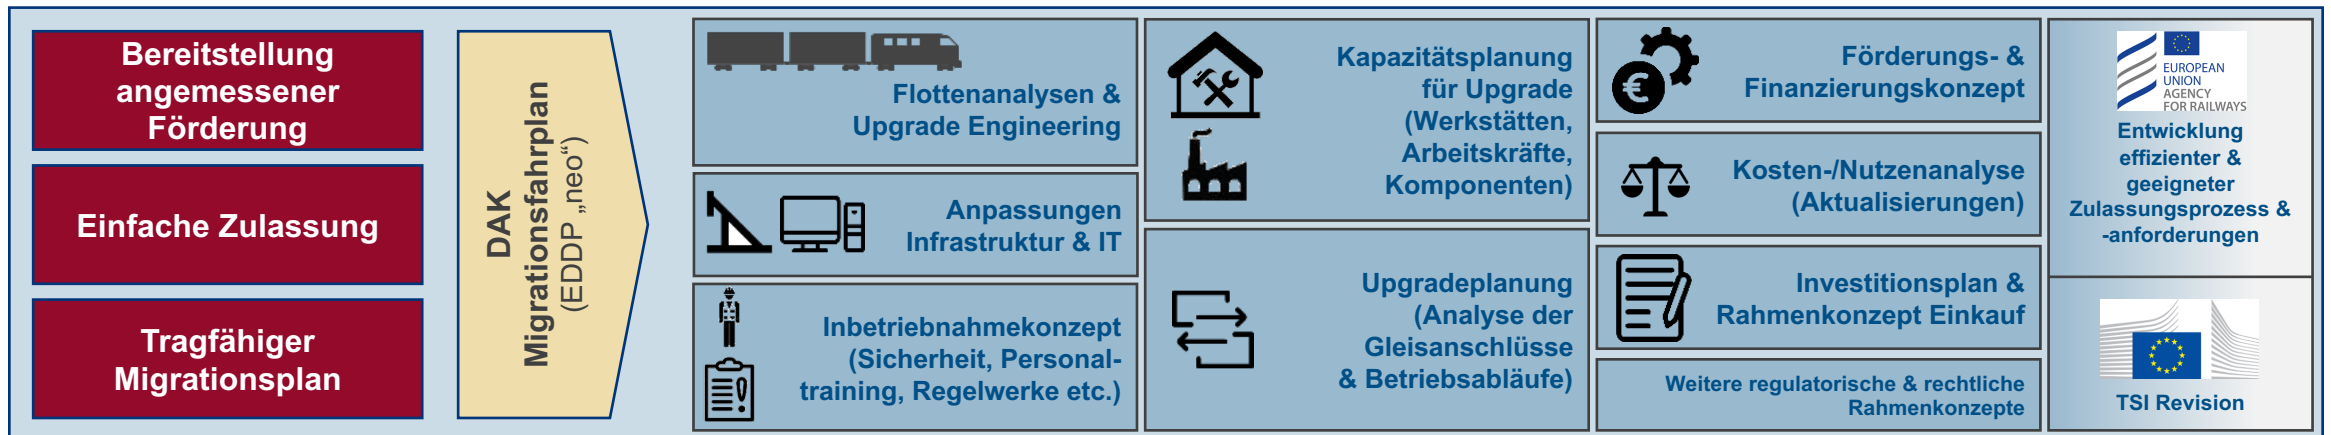 Bereitstellung
angemessener
Förderung
Einfache Zulassung
Tragfähiger
Migrationsplan
DAK
Migrationsfahrplan
(EDDP „neo“)
Flottenanalysen &
Upgrade Engineering
Anpassungen
Infrastruktur & IT
Inbetriebnahmekonzept
(Sicherheit, Personal-
training, Regelwerke etc.)
Kapazitätsplanung
für Upgrade
(Werkstätten,
Arbeitskräfte,
Komponenten)
Upgradeplanung
(Analyse der
Gleisanschlüsse
& Betriebsabläufe)
Förderungs- &
Finanzierungskonzept
Kosten-/Nutzenanalyse
(Aktualisierungen)
Investitionsplan &
Rahmenkonzept Einkauf
Weitere regulatorische & rechtliche
Rahmenkonzepte
EUROPEAN
UNION
AGENCY
FOR RAILWAYS
Entwicklung
effizienter &
geeigneter
Zulassungsprozess &
-anforderungen
TSI Revision